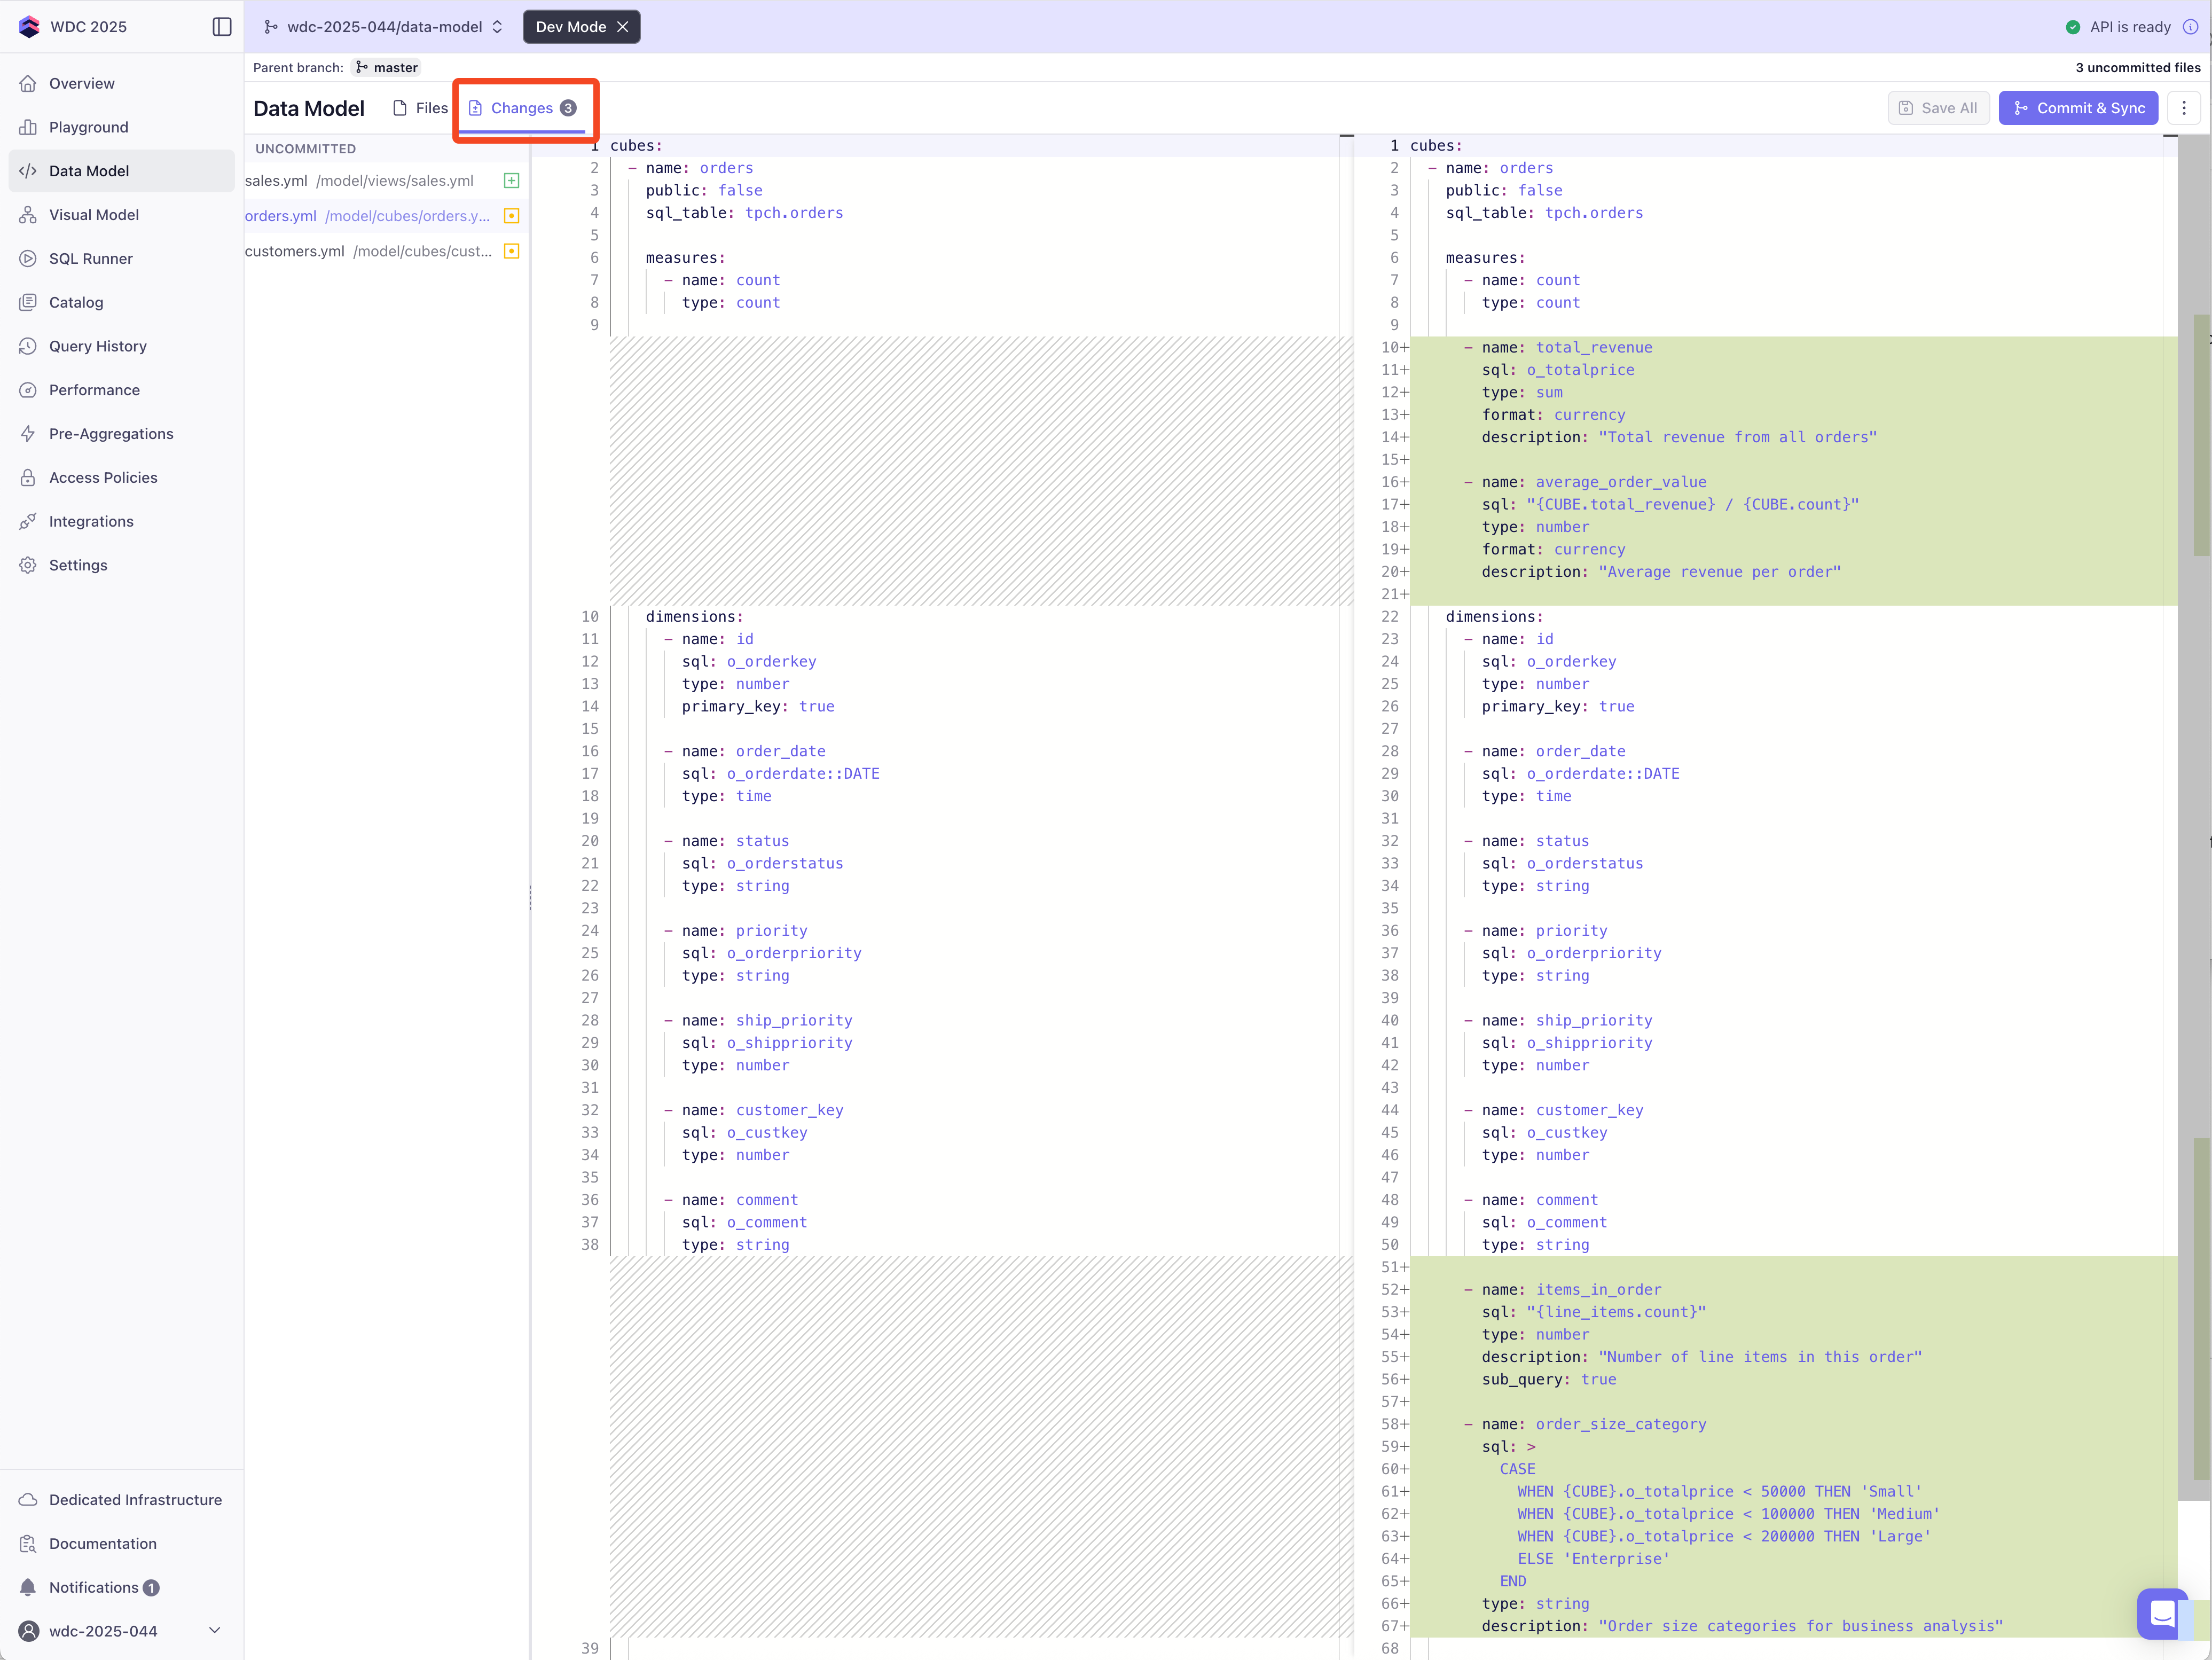 WDC 2025
wdc-2025-044/data-model
Dev Mode
API is ready
Parent branch: master
3 uncommitted files
Overview
Playground
Data Model
Visual Model
SQL Runner
Catalog
Query History
Performance
Pre-Aggregations
Access Policies
Integrations
Settings
Dedicated Infrastructure
Documentation
Notifications 1
wdc-2025-044
Data Model
Files
Changes 3
Save All
Commit & Sync
UNCOMMITTED
sales.yml /model/views/sales.yml
orders.yml /model/cubes/orders.y...
customers.yml /model/cubes/cust...
1 cubes:
2 - name: orders
3 public: false
4 sql_table: tpch.orders
5
6 measures:
7 - name: count
8 type: count
9
10 dimensions:
11 - name: id
12 sql: o_orderkey
13 type: number
14 primary_key: true
15
16 - name: order_date
17 sql: o_orderdate::DATE
18 type: time
19
20 - name: status
21 sql: o_orderstatus
22 type: string
23
24 - name: priority
25 sql: o_orderpriority
26 type: string
27
28 - name: ship_priority
29 sql: o_shippriority
30 type: number
31
32 - name: customer_key
33 sql: o_custkey
34 type: number
35
36 - name: comment
37 sql: o_comment
38 type: string
39
1 cubes:
2 - name: orders
3 public: false
4 sql_table: tpch.orders
5
6 measures:
7 - name: count
8 type: count
9
10+ - name: total_revenue
11+ sql: o_totalprice
12+ type: sum
13+ format: currency
14+ description: "Total revenue from all orders"
15+
16+ - name: average_order_value
17+ sql: "{CUBE.total_revenue} / {CUBE.count}"
18+ type: number
19+ format: currency
20+ description: "Average revenue per order"
21+
22 dimensions:
23 - name: id
24 sql: o_orderkey
25 type: number
26 primary_key: true
27
28 - name: order_date
29 sql: o_orderdate::DATE
30 type: time
31
32 - name: status
33 sql: o_orderstatus
34 type: string
35
36 - name: priority
37 sql: o_orderpriority
38 type: string
39
40 - name: ship_priority
41 sql: o_shippriority
42 type: number
43
44 - name: customer_key
45 sql: o_custkey
46 type: number
47
48 - name: comment
49 sql: o_comment
50 type: string
51+
52+ - name: items_in_order
53+ sql: "{line_items.count}"
54+ type: number
55+ description: "Number of line items in this order"
56+ sub_query: true
57+
58+ - name: order_size_category
59+ sql: >
60+ CASE
61+ WHEN {CUBE}.o_totalprice < 50000 THEN 'Small'
62+ WHEN {CUBE}.o_totalprice < 100000 THEN 'Medium'
63+ WHEN {CUBE}.o_totalprice < 200000 THEN 'Large'
64+ ELSE 'Enterprise'
65+ END
66+ type: string
67+ description: "Order size categories for business analysis"
68